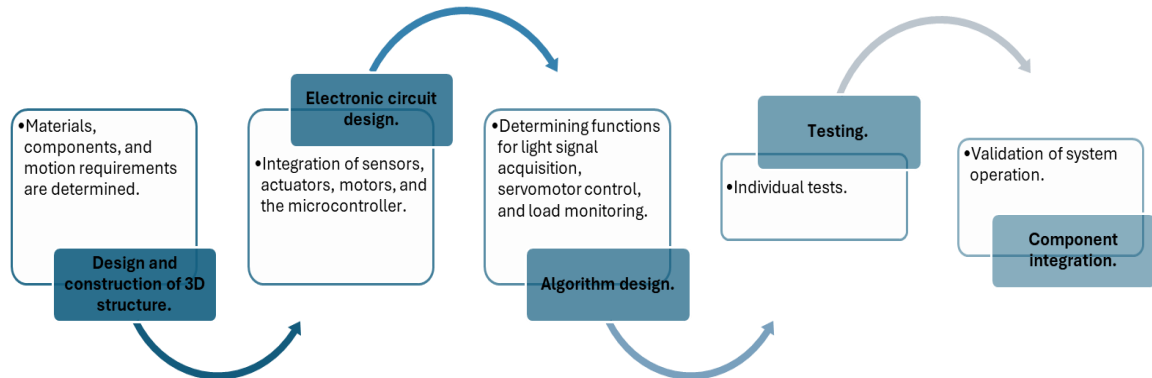 •Materials,
components, and
motion requirements
are determined.
Design and
construction of 3D
structure.
Electronic circuit
design.
•Integration of sensors,
actuators, motors, and
the microcontroller.
•Determining functions
for light signal
acquisition,
servomotor control,
and load monitoring.
Algorithm design.
Testing.
•Individual tests.
•Validation of system
operation.
Component
integration.